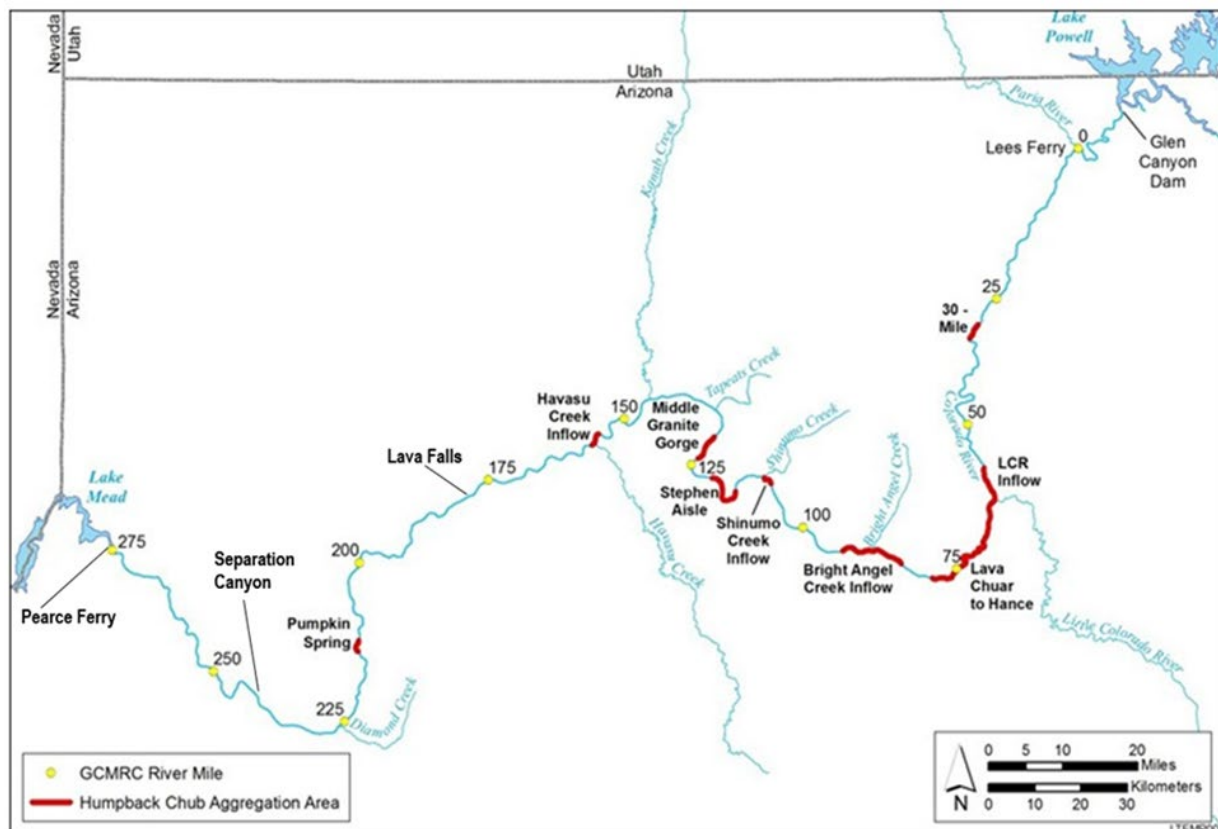 Nevada
Utah
Lake
Powell
Utah
Arizona
Paria River
0
Lees Ferry
Glen
Canyon
Dam
Kanab Creek
Nevada
Arizona
25
30 -
Mile
Tapeats Creek
Havasu
Creek
Inflow
150
Middle
Granite
Gorge
Shinumo Creek
Colorado River
50
Lava Falls
175
125
Stephen
Aisle
Bright Angel Creek
LCR
Inflow
Lake
Mead
275
Separation
Canyon
200
Shinumo
Creek
Inflow
100
Bright Angel
Creek Inflow
75
Lava
Chuar
to Hance
Havasu Creek
Pearce Ferry
Pumpkin
Spring
Little Colorado River
250
225
Diamond Creek
GCMRC River Mile
Humpback Chub Aggregation Area
N
0 5 10 20
Miles
Kilometers
0 10 20 30